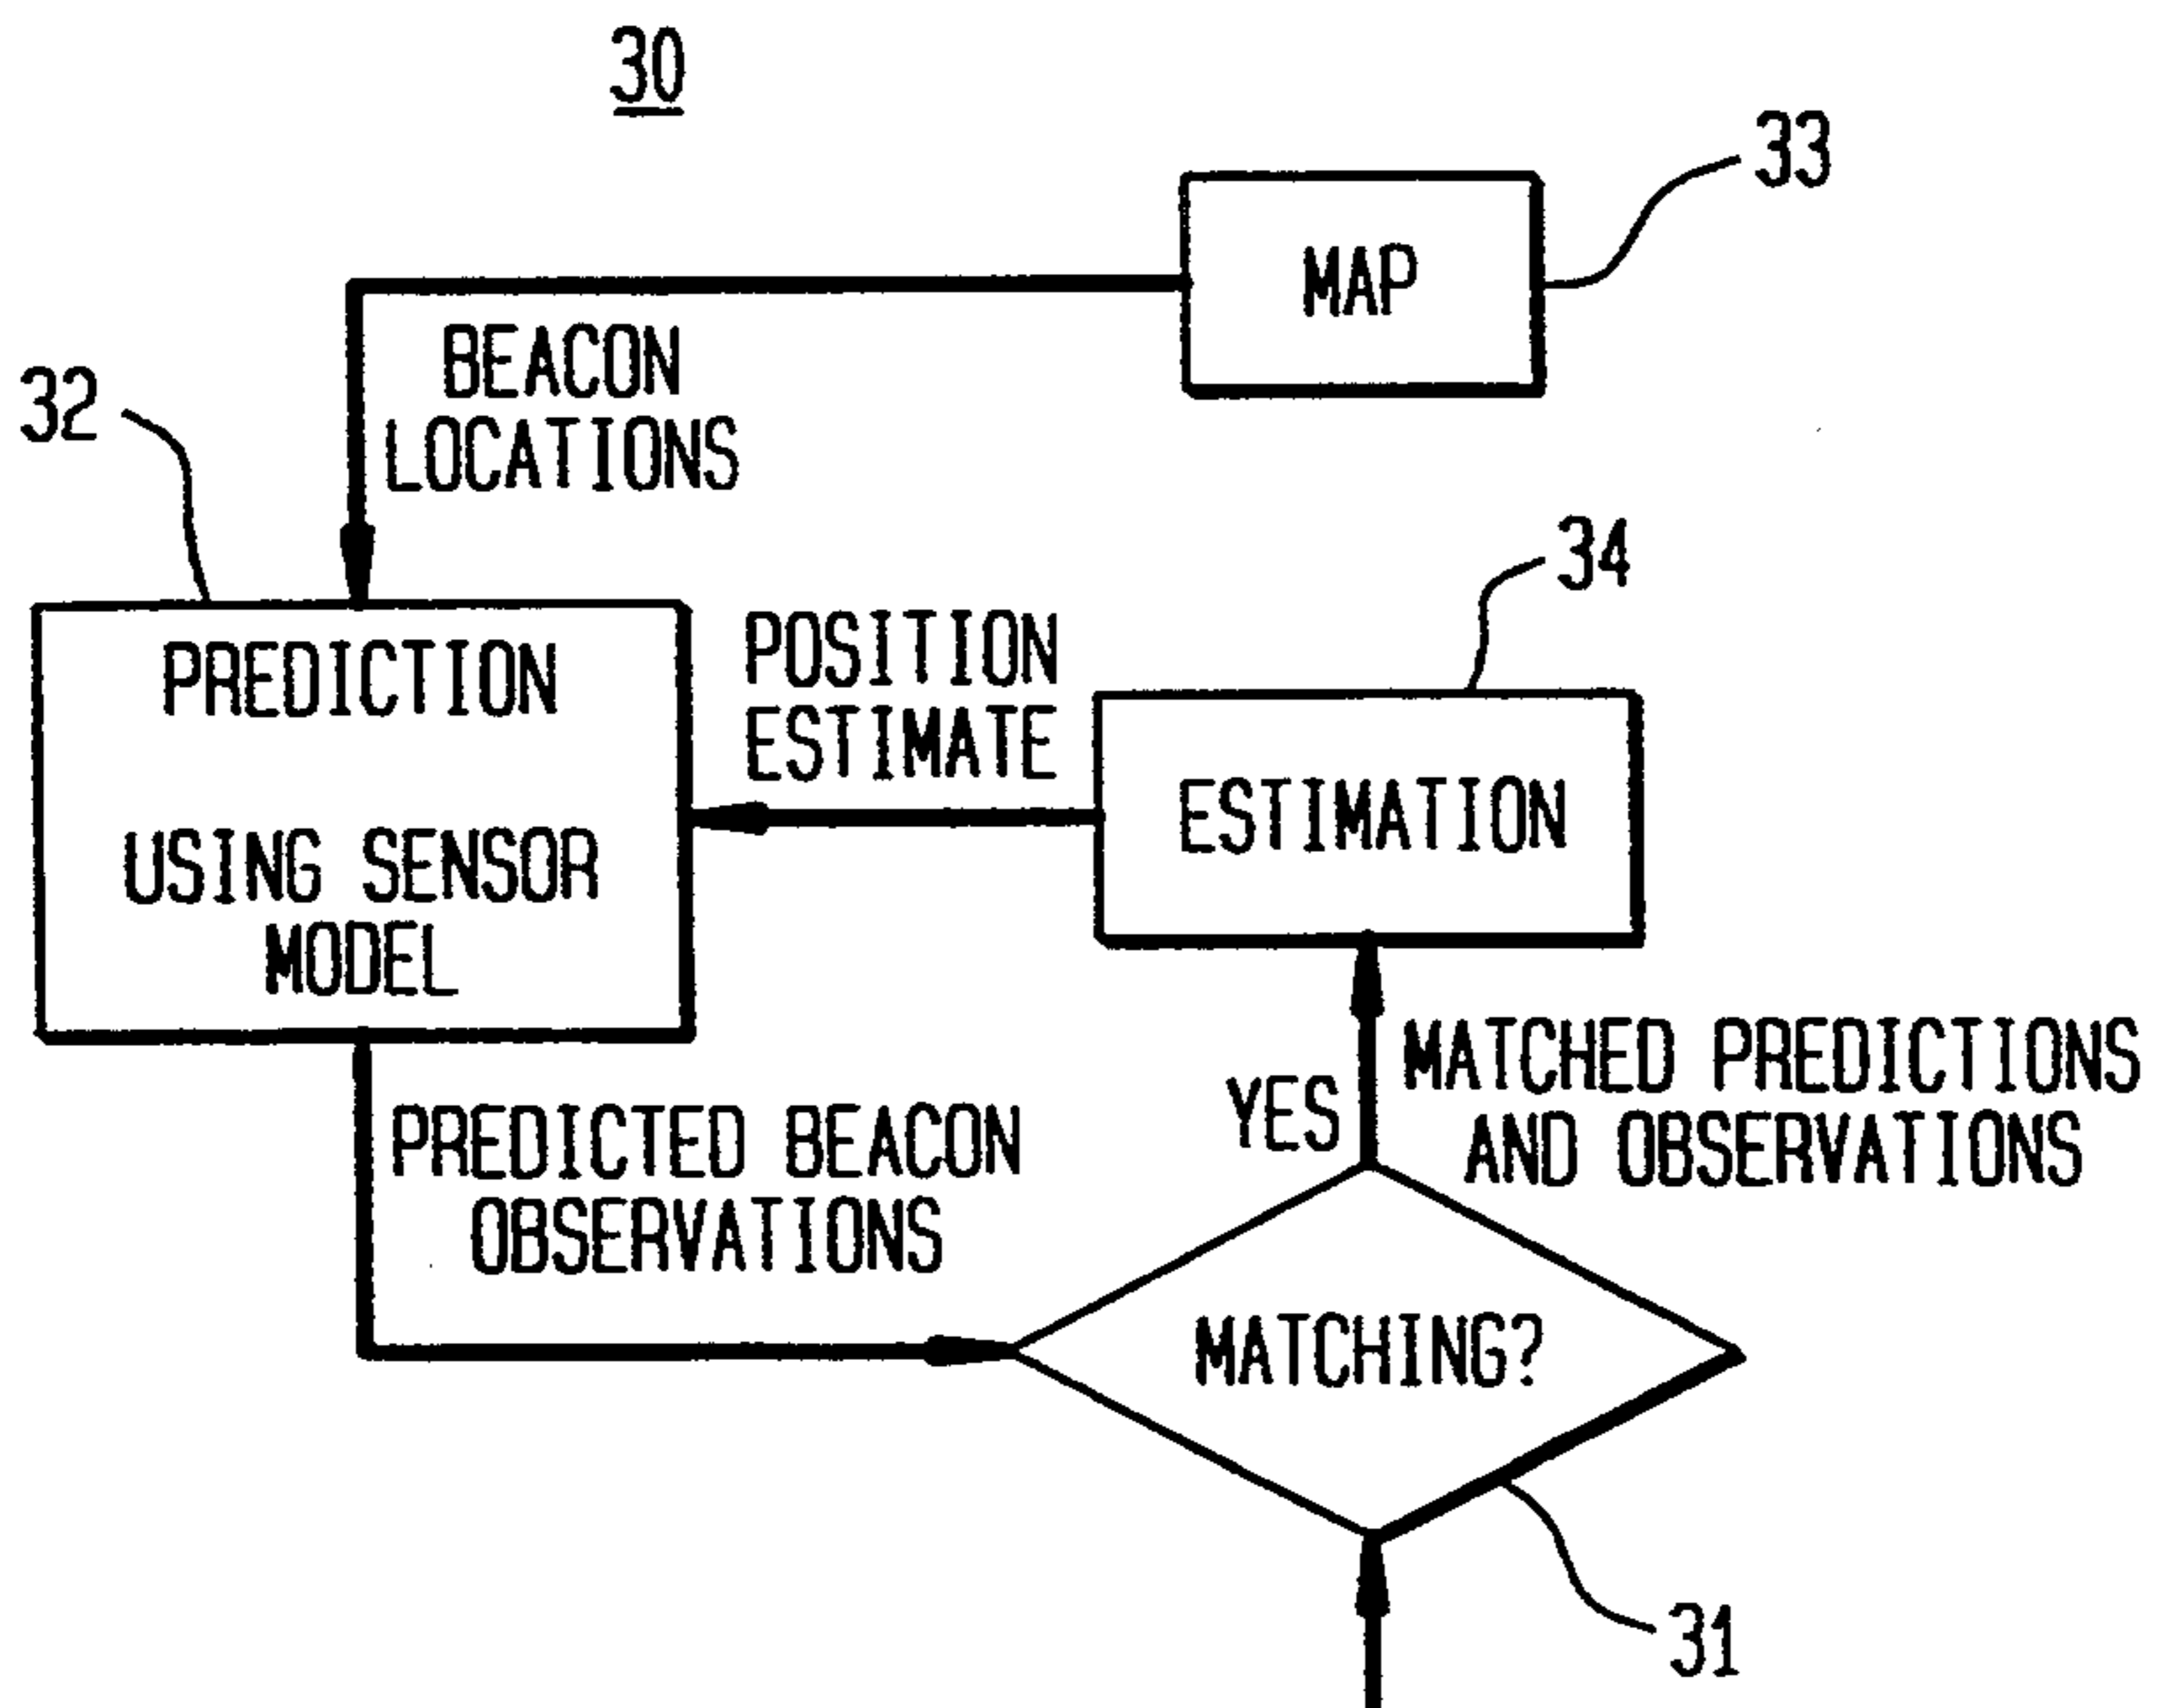 30
33
MAP
BEACON
LOCATIONS
32
34
PREDICTION
USING SENSOR
MODEL
POSITION
ESTIMATE
ESTIMATION
YES
MATCHED PREDICTIONS
AND OBSERVATIONS
PREDICTED BEACON
OBSERVATIONS
MATCHING?
31